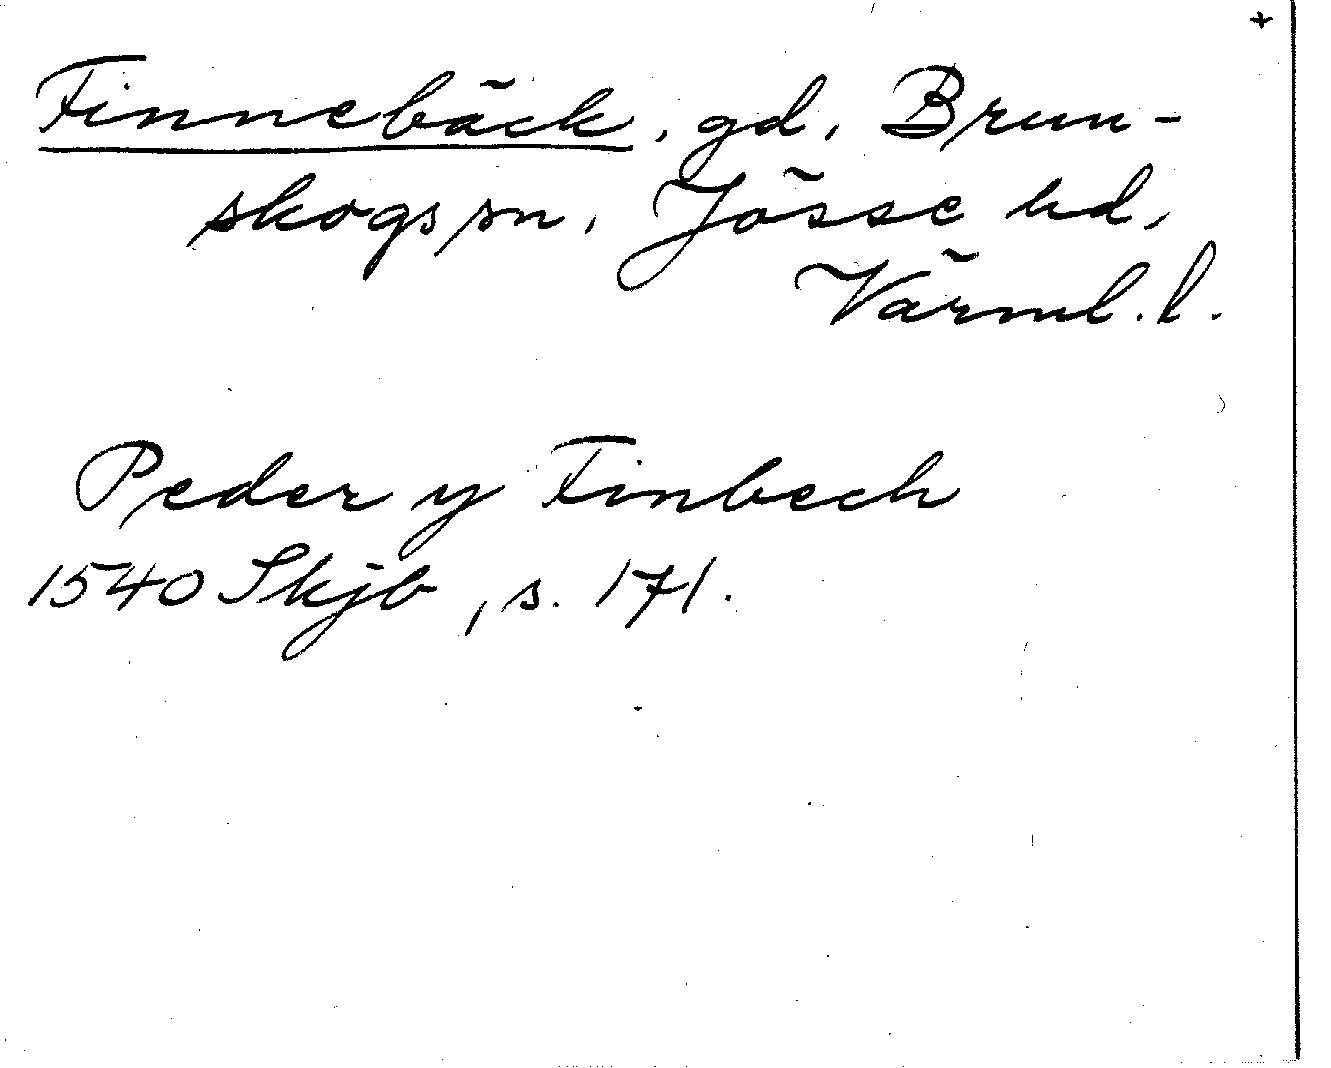 +
Finnebäck, gd, Brun-
skogs sn, Jösse hd,
Värml. l.
Peder y Finbech
1540 Skjb, s. 171.